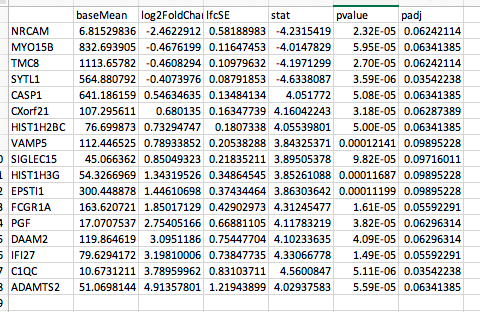 baseMean log2FoldChan lfcSE stat pvalue padj
NRCAM 6.81529836 -2.4622912 0.58188983 -4.2315419 2.32E-05 0.06242114
MYO15B 832.693905 -0.4676199 0.11647453 -4.0147829 5.95E-05 0.06341385
TMC8 1113.65782 -0.4608294 0.10979632 -4.1971299 2.70E-05 0.06242114
SYTL1 564.880792 -0.4073976 0.08791853 -4.6338087 3.59E-06 0.03542238
CASP1 641.186159 0.54634635 0.13484134 4.051772 5.08E-05 0.06341385
CXorf21 107.295611 0.680135 0.16347739 4.16042243 3.18E-05 0.06287389
HIST1H2BC 76.699873 0.73294747 0.1807338 4.05539801 5.00E-05 0.06341385
VAMP5 112.446525 0.78933852 0.20538288 3.84325371 0.00012141 0.09895228
SIGLEC15 45.066362 0.85049323 0.21835211 3.89505378 9.82E-05 0.09716011
HIST1H3G 54.3266969 1.34319526 0.34864545 3.85261088 0.00011687 0.09895228
EPSTI1 300.448878 1.44610698 0.37434464 3.86303642 0.00011199 0.09895228
FCGR1A 163.620721 1.85017129 0.42902973 4.31245477 1.61E-05 0.05592291
PGF 17.0707537 2.75405166 0.66881105 4.11783219 3.82E-05 0.06296314
DAAM2 119.864619 3.0951186 0.75447704 4.10233635 4.09E-05 0.06296314
IFI27 79.6294172 3.19810006 0.73847735 4.33066778 1.49E-05 0.05592291
C1QC 10.6731211 3.78959962 0.83103711 4.5600847 5.11E-06 0.03542238
ADAMTS2 51.0698144 4.91357801 1.21943899 4.02937583 5.59E-05 0.06341385